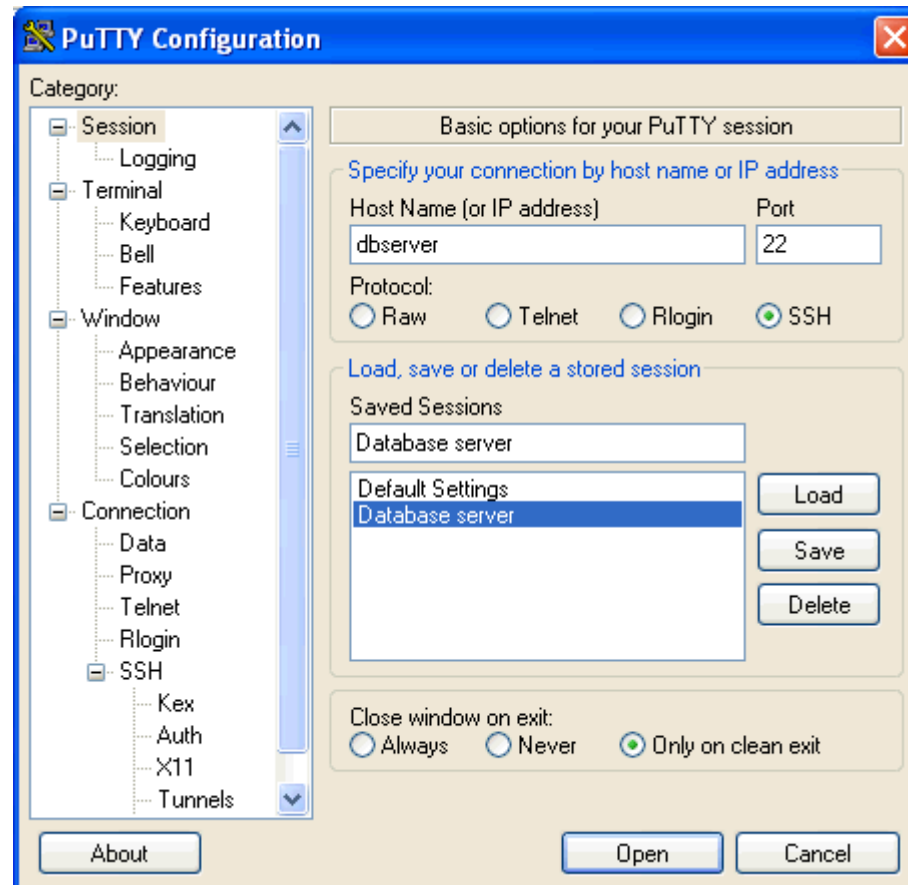 PuTTY Configuration
Category:
Session
Logging
Terminal
Keyboard
Bell
Features
Window
Appearance
Behaviour
Translation
Selection
Colours
Connection
Data
Proxy
Telnet
Rlogin
SSH
Kex
Auth
X11
Tunnels
Basic options for your PuTTY session
Specify your connection by host name or IP address
Host Name (or IP address) Port
dbserver 22
Protocol:
Raw Telnet Rlogin SSH
Load, save or delete a stored session
Saved Sessions
Database server
Default Settings
Database server
Load
Save
Delete
Close window on exit:
Always Never Only on clean exit
About Open Cancel